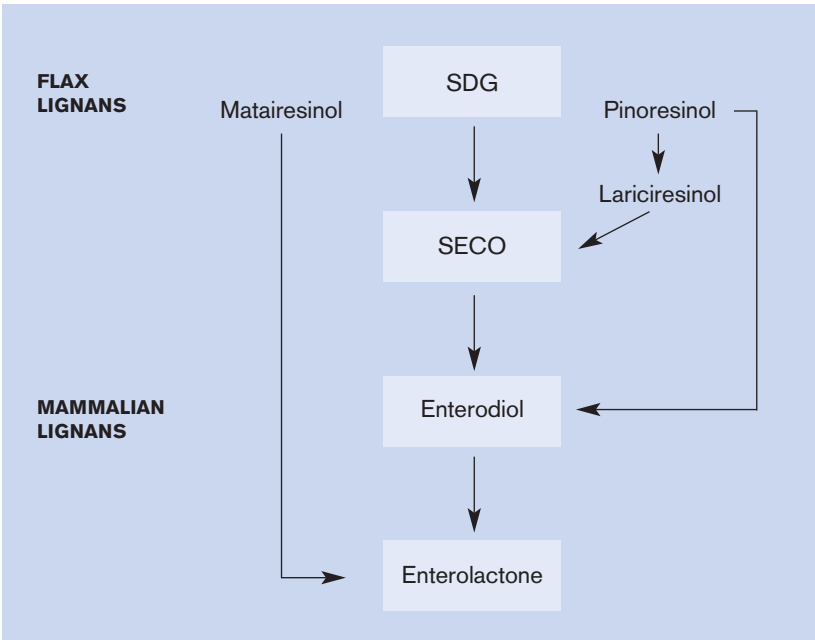 FLAX
LIGNANS
Matairesinol
SDG
Pinoresinol
Lariciresinol
SECO
MAMMALIAN
LIGNANS
Enterodiol
Enterolactone